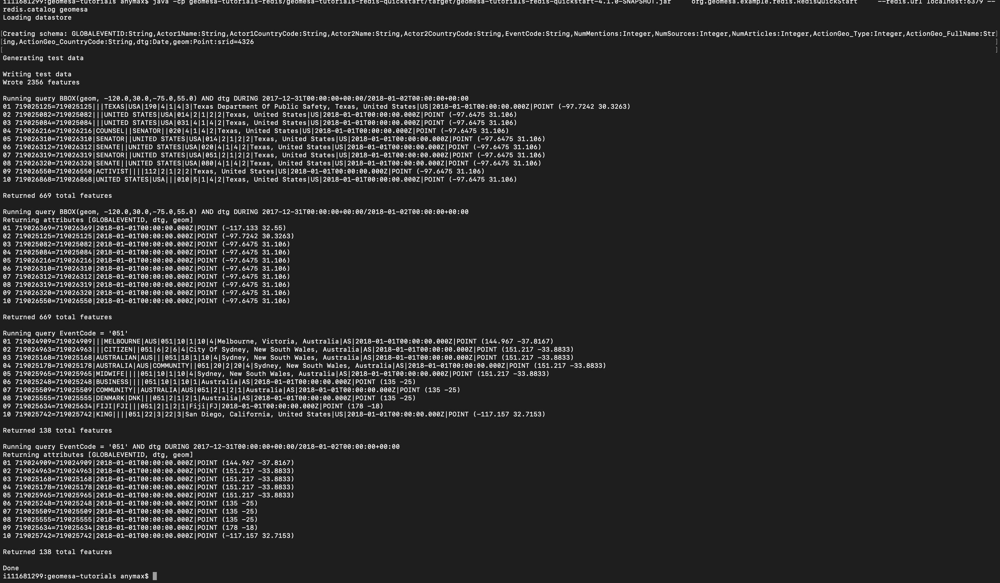 i111681299:geomesa-tutorials anymax$ java -cp geomesa-tutorials-redis/geomesa-tutorials-redis-quickstart/target/geomesa-tutorials-redis-quickstart-4.1.0-SNAPSHOT.jar     org.geomesa.example.redis.RedisQuickStart     --redis.url localhost:6379 --
redis.catalog geomesa
Loading datastore
[Creating schema: GLOBALEVENTID:String,Actor1Name:String,Actor1CountryCode:String,Actor2Name:String,Actor2CountryCode:String,EventCode:String,NumMentions:Integer,NumSources:Integer,NumArticles:Integer,ActionGeo_Type:Integer,ActionGeo_FullName:Str]
[ing,ActionGeo_CountryCode:String,dtg:Date,geom:Point:srid=4326 ]
[ ]
Generating test data
Writing test data
Wrote 2356 features
Running query BBOX(geom, -120.0,30.0,-75.0,55.0) AND dtg DURING 2017-12-31T00:00:00+00:00/2018-01-02T00:00:00+00:00
01 719025125=719025125|||TEXAS|USA|190|4|1|4|3|Texas Department Of Public Safety, Texas, United States|US|2018-01-01T00:00:00.000Z|POINT (-97.7242 30.3263)
02 719025082=719025082|||UNITED STATES|USA|014|2|1|2|2|Texas, United States|US|2018-01-01T00:00:00.000Z|POINT (-97.6475 31.106)
03 719025084=719025084|||UNITED STATES|USA|031|4|1|4|2|Texas, United States|US|2018-01-01T00:00:00.000Z|POINT (-97.6475 31.106)
04 719026216=719026216|COUNSEL||SENATOR||020|4|1|4|2|Texas, United States|US|2018-01-01T00:00:00.000Z|POINT (-97.6475 31.106)
05 719026310=719026310|SENATOR||UNITED STATES|USA|014|2|1|2|2|Texas, United States|US|2018-01-01T00:00:00.000Z|POINT (-97.6475 31.106)
06 719026312=719026312|SENATE||UNITED STATES|USA|020|4|1|4|2|Texas, United States|US|2018-01-01T00:00:00.000Z|POINT (-97.6475 31.106)
07 719026319=719026319|SENATOR||UNITED STATES|USA|051|2|1|2|2|Texas, United States|US|2018-01-01T00:00:00.000Z|POINT (-97.6475 31.106)
08 719026320=719026320|SENATE||UNITED STATES|USA|080|4|1|4|2|Texas, United States|US|2018-01-01T00:00:00.000Z|POINT (-97.6475 31.106)
09 719026550=719026550|ACTIVIST||||112|2|1|2|2|Texas, United States|US|2018-01-01T00:00:00.000Z|POINT (-97.6475 31.106)
10 719026868=719026868|UNITED STATES|USA|||010|5|1|4|2|Texas, United States|US|2018-01-01T00:00:00.000Z|POINT (-97.6475 31.106)
Returned 669 total features
Running query BBOX(geom, -120.0,30.0,-75.0,55.0) AND dtg DURING 2017-12-31T00:00:00+00:00/2018-01-02T00:00:00+00:00
Returning attributes [GLOBALEVENTID, dtg, geom]
01 719026369=719026369|2018-01-01T00:00:00.000Z|POINT (-117.133 32.55)
02 719025125=719025125|2018-01-01T00:00:00.000Z|POINT (-97.7242 30.3263)
03 719025082=719025082|2018-01-01T00:00:00.000Z|POINT (-97.6475 31.106)
04 719025084=719025084|2018-01-01T00:00:00.000Z|POINT (-97.6475 31.106)
05 719026216=719026216|2018-01-01T00:00:00.000Z|POINT (-97.6475 31.106)
06 719026310=719026310|2018-01-01T00:00:00.000Z|POINT (-97.6475 31.106)
07 719026312=719026312|2018-01-01T00:00:00.000Z|POINT (-97.6475 31.106)
08 719026319=719026319|2018-01-01T00:00:00.000Z|POINT (-97.6475 31.106)
09 719026320=719026320|2018-01-01T00:00:00.000Z|POINT (-97.6475 31.106)
10 719026550=719026550|2018-01-01T00:00:00.000Z|POINT (-97.6475 31.106)
Returned 669 total features
Running query EventCode = '051'
01 719024909=719024909|||MELBOURNE|AUS|051|10|1|10|4|Melbourne, Victoria, Australia|AS|2018-01-01T00:00:00.000Z|POINT (144.967 -37.8167)
02 719024963=719024963|||CITIZEN||051|6|2|6|4|City Of Sydney, New South Wales, Australia|AS|2018-01-01T00:00:00.000Z|POINT (151.217 -33.8833)
03 719025168=719025168|AUSTRALIAN|AUS|||051|18|1|10|4|Sydney, New South Wales, Australia|AS|2018-01-01T00:00:00.000Z|POINT (151.217 -33.8833)
04 719025178=719025178|AUSTRALIA|AUS|COMMUNITY||051|20|2|20|4|Sydney, New South Wales, Australia|AS|2018-01-01T00:00:00.000Z|POINT (151.217 -33.8833)
05 719025965=719025965|MIDWIFE||||051|10|1|10|4|Sydney, New South Wales, Australia|AS|2018-01-01T00:00:00.000Z|POINT (151.217 -33.8833)
06 719025248=719025248|BUSINESS||||051|10|1|10|1|Australia|AS|2018-01-01T00:00:00.000Z|POINT (135 -25)
07 719025509=719025509|COMMUNITY||AUSTRALIA|AUS|051|2|1|2|1|Australia|AS|2018-01-01T00:00:00.000Z|POINT (135 -25)
08 719025555=719025555|DENMARK|DNK|||051|2|1|2|1|Australia|AS|2018-01-01T00:00:00.000Z|POINT (135 -25)
09 719025634=719025634|FIJI|FJI|||051|2|1|2|1|Fiji|FJ|2018-01-01T00:00:00.000Z|POINT (178 -18)
10 719025742=719025742|KING||||051|22|3|22|3|San Diego, California, United States|US|2018-01-01T00:00:00.000Z|POINT (-117.157 32.7153)
Returned 138 total features
Running query EventCode = '051' AND dtg DURING 2017-12-31T00:00:00+00:00/2018-01-02T00:00:00+00:00
Returning attributes [GLOBALEVENTID, dtg, geom]
01 719024909=719024909|2018-01-01T00:00:00.000Z|POINT (144.967 -37.8167)
02 719024963=719024963|2018-01-01T00:00:00.000Z|POINT (151.217 -33.8833)
03 719025168=719025168|2018-01-01T00:00:00.000Z|POINT (151.217 -33.8833)
04 719025178=719025178|2018-01-01T00:00:00.000Z|POINT (151.217 -33.8833)
05 719025965=719025965|2018-01-01T00:00:00.000Z|POINT (151.217 -33.8833)
06 719025248=719025248|2018-01-01T00:00:00.000Z|POINT (135 -25)
07 719025509=719025509|2018-01-01T00:00:00.000Z|POINT (135 -25)
08 719025555=719025555|2018-01-01T00:00:00.000Z|POINT (135 -25)
09 719025634=719025634|2018-01-01T00:00:00.000Z|POINT (178 -18)
10 719025742=719025742|2018-01-01T00:00:00.000Z|POINT (-117.157 32.7153)
Returned 138 total features
Done
i111681299:geomesa-tutorials anymax$